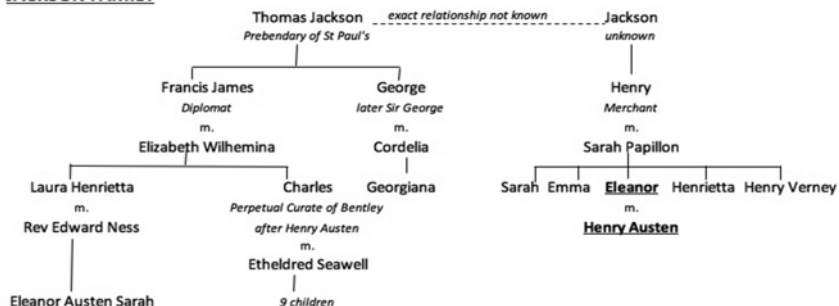 Thomas Jackson exact relationship not known Jackson
Prebendary of St Paul's unknown
Francis James George Henry
Diplomat later Sir George Merchant
m. m. m.
Elizabeth Wilhemina Cordelia Sarah Papillon
Laura Henrietta Charles Georgiana Sarah Emma Eleanor Henrietta Henry Verney
m. Perpetual Curate of Bentley m.
Rev Edward Ness after Henry Austen Henry Austen
m.
Etheldred Seawell
Eleanor Austen Sarah 9 children